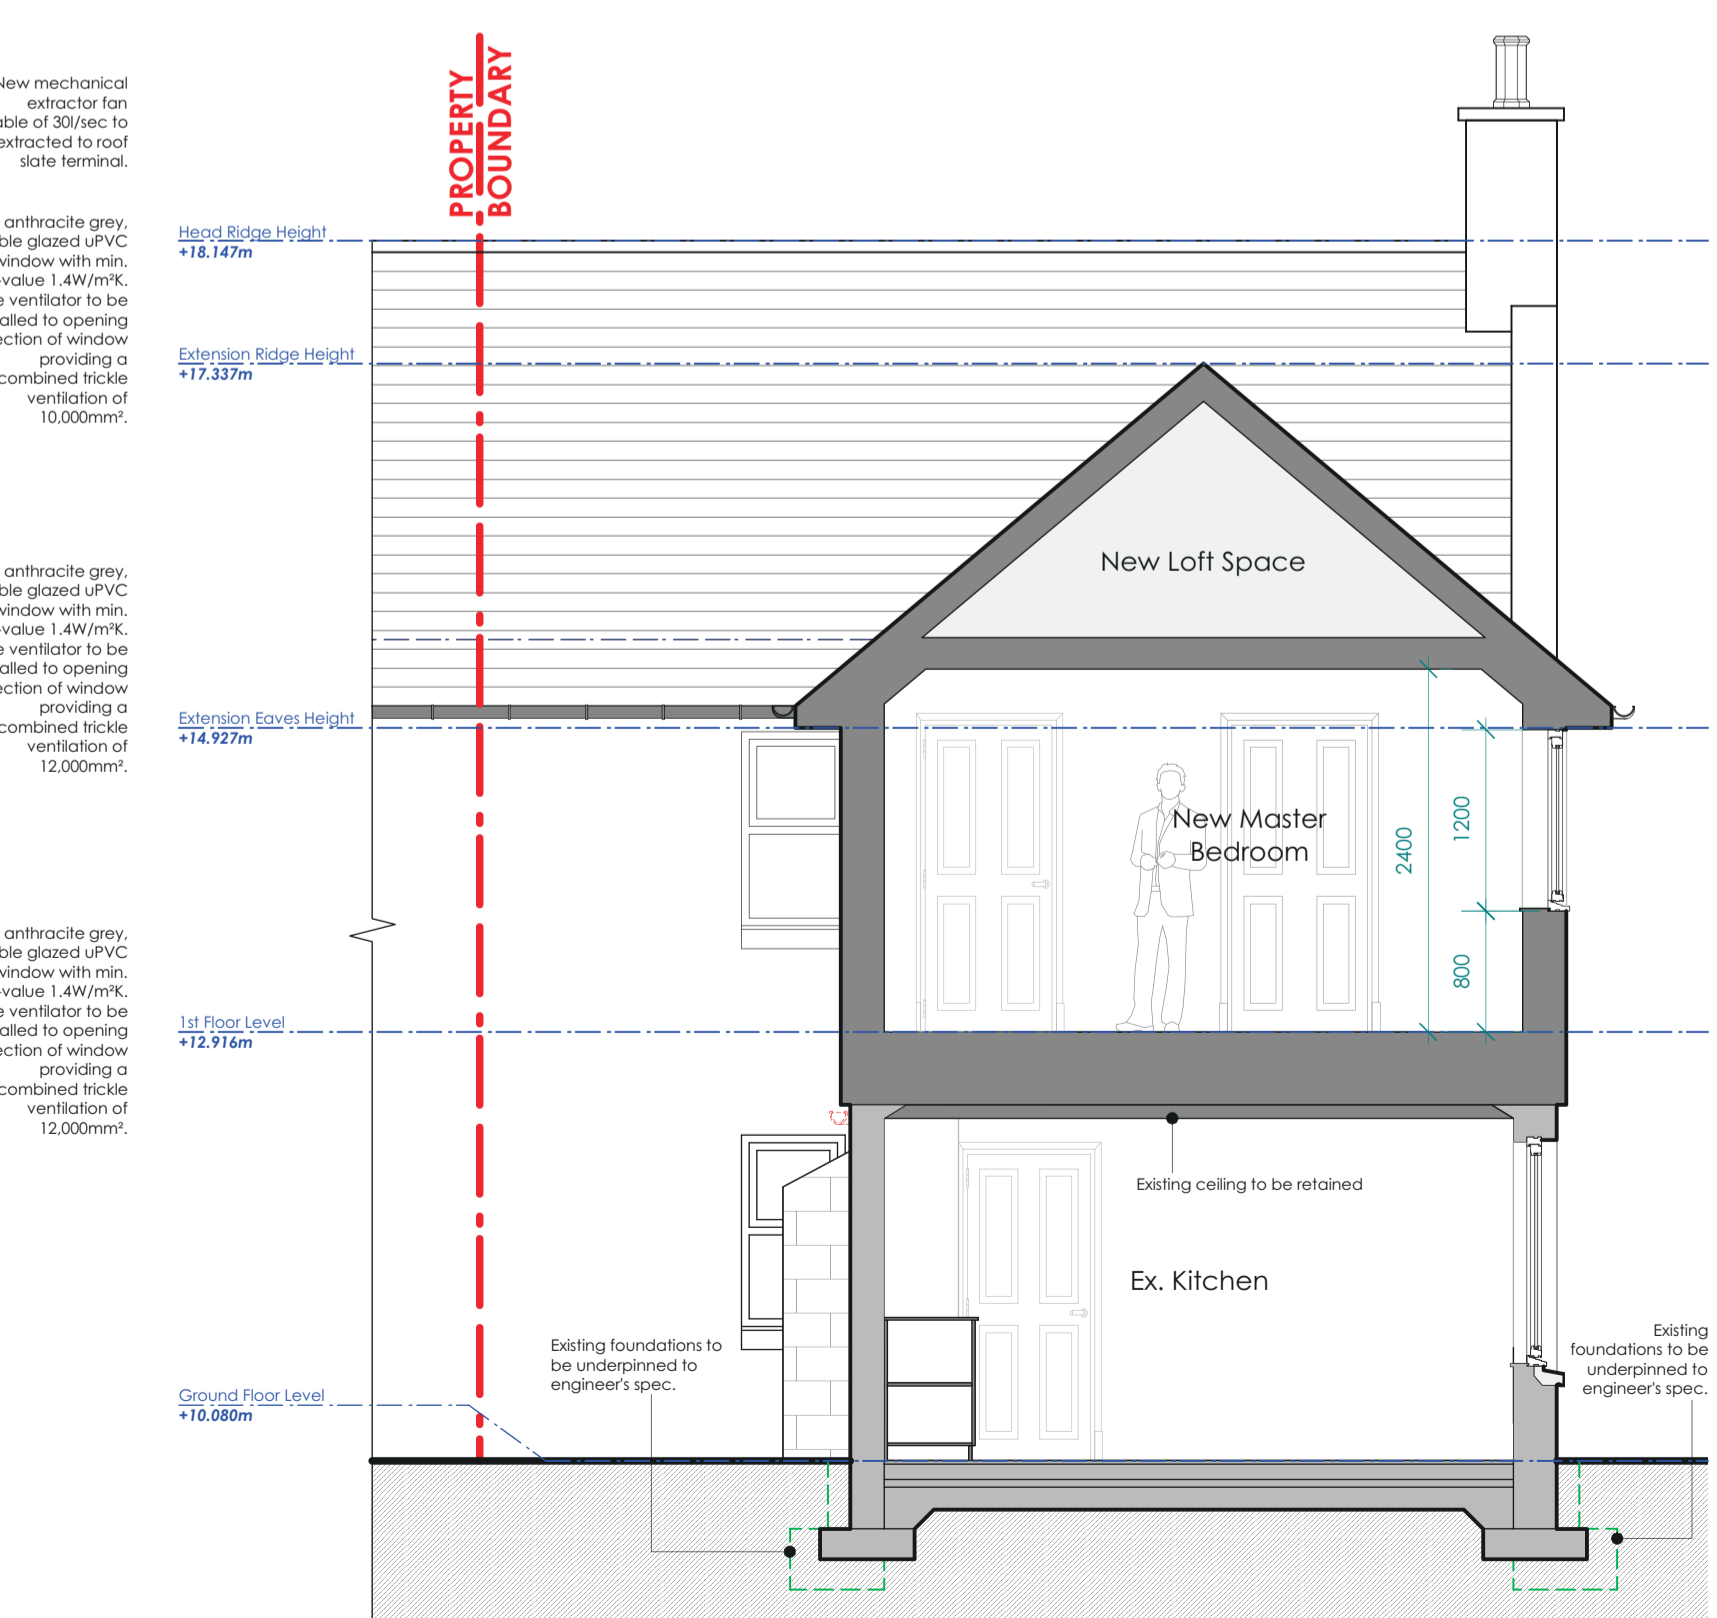 New mechanical
extractor fan
able of 30l/sec to
extracted to roof
slate terminal.
anthracite grey,
ble glazed uPVC
window with min.
-value 1.4W/m²K.
e ventilator to be
alled to opening
ection of window
providing a
combined trickle
ventilation of
10,000mm².
anthracite grey,
ble glazed uPVC
window with min.
-value 1.4W/m²K.
e ventilator to be
alled to opening
ection of window
providing a
combined trickle
ventilation of
12,000mm².
anthracite grey,
ble glazed uPVC
window with min.
-value 1.4W/m²K.
e ventilator to be
alled to opening
ection of window
providing a
combined trickle
ventilation of
12,000mm².
PROPERTY
BOUNDARY
Head Ridge Height
+18.147m
Extension Ridge Height
+17.337m
New Loft Space
Extension Eaves Height
+14.927m
New Master
Bedroom
2400
1200
800
1st Floor Level
+12.916m
Existing ceiling to be retained
Ex. Kitchen
Existing foundations to
be underpinned to
engineer's spec.
Existing
foundations to be
underpinned to
engineer's spec.
Ground Floor Level
+10.080m